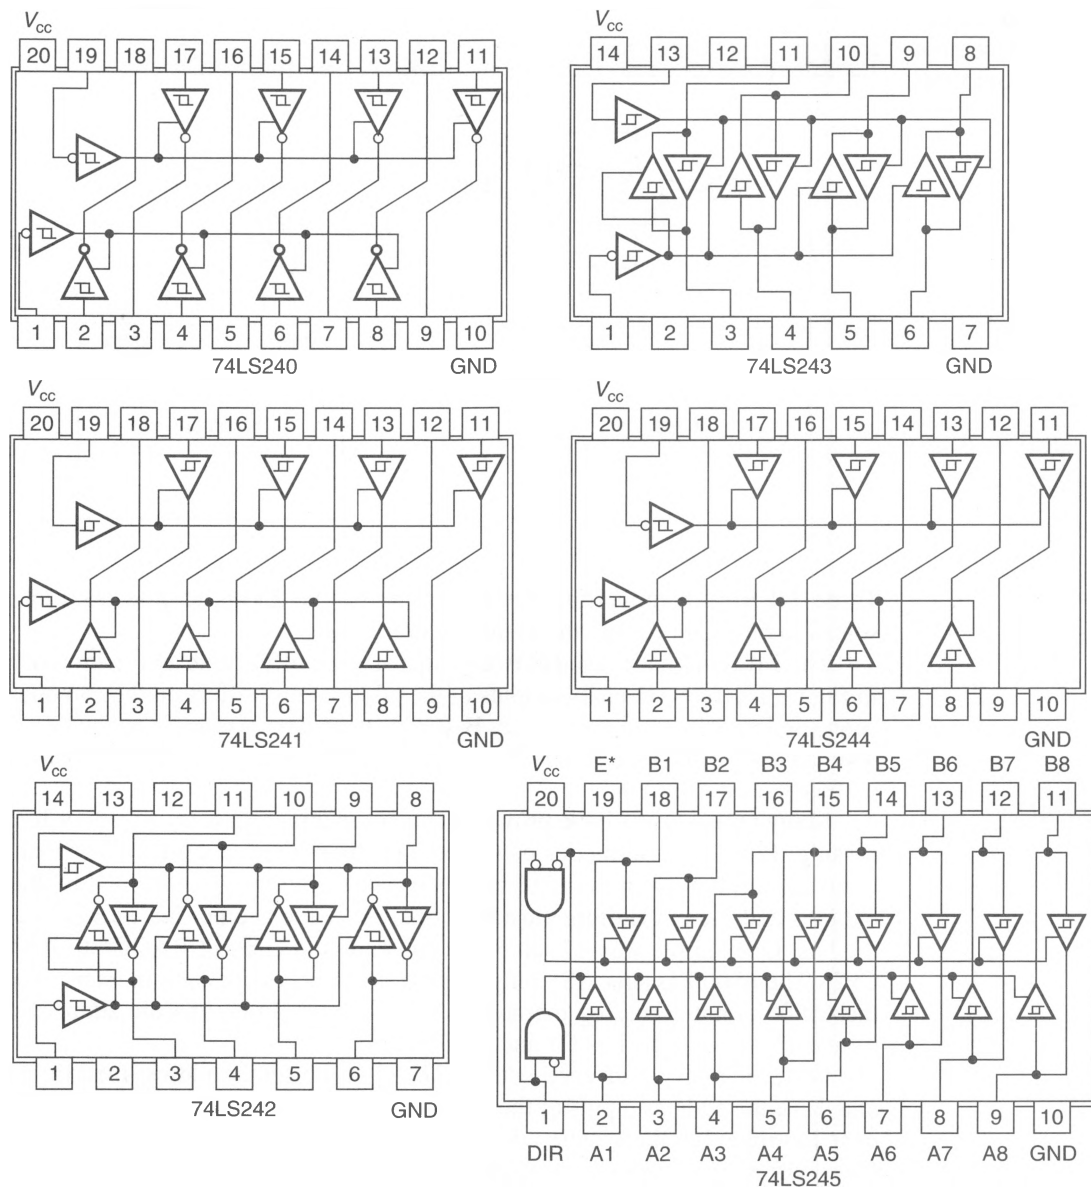 Vcc
20 19 18 17 16 15 14 13 12 11
1 2 3 4 5 6 7 8 9 10
74LS240 GND
Vcc
14 13 12 11 10 9 8
1 2 3 4 5 6 7
74LS243 GND
Vcc
20 19 18 17 16 15 14 13 12 11
1 2 3 4 5 6 7 8 9 10
74LS241 GND
Vcc
20 19 18 17 16 15 14 13 12 11
1 2 3 4 5 6 7 8 9 10
74LS244 GND
Vcc
14 13 12 11 10 9 8
1 2 3 4 5 6 7
74LS242 GND
Vcc E* B1 B2 B3 B4 B5 B6 B7 B8
20 19 18 17 16 15 14 13 12 11
1 2 3 4 5 6 7 8 9 10
DIR A1 A2 A3 A4 A5 A6 A7 A8 GND
74LS245